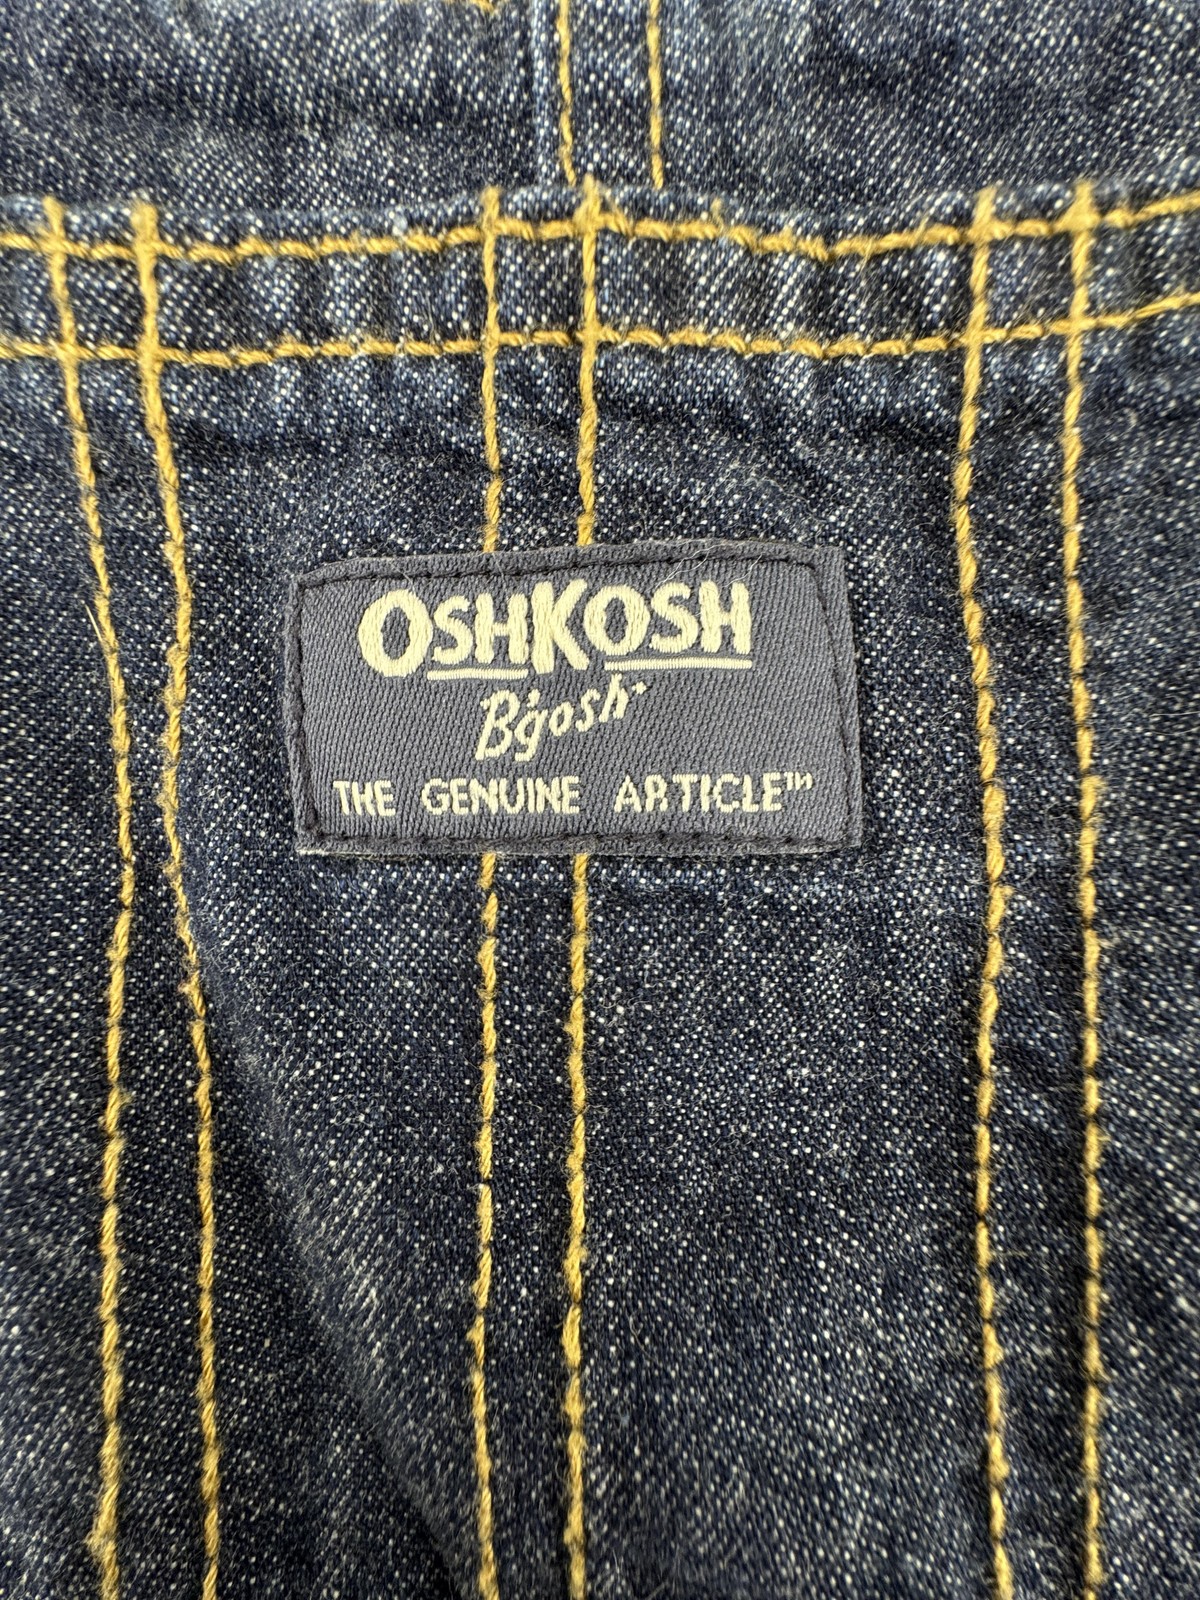 OSHKOSH
B'gosh
THE GENUINE ARTICLE™